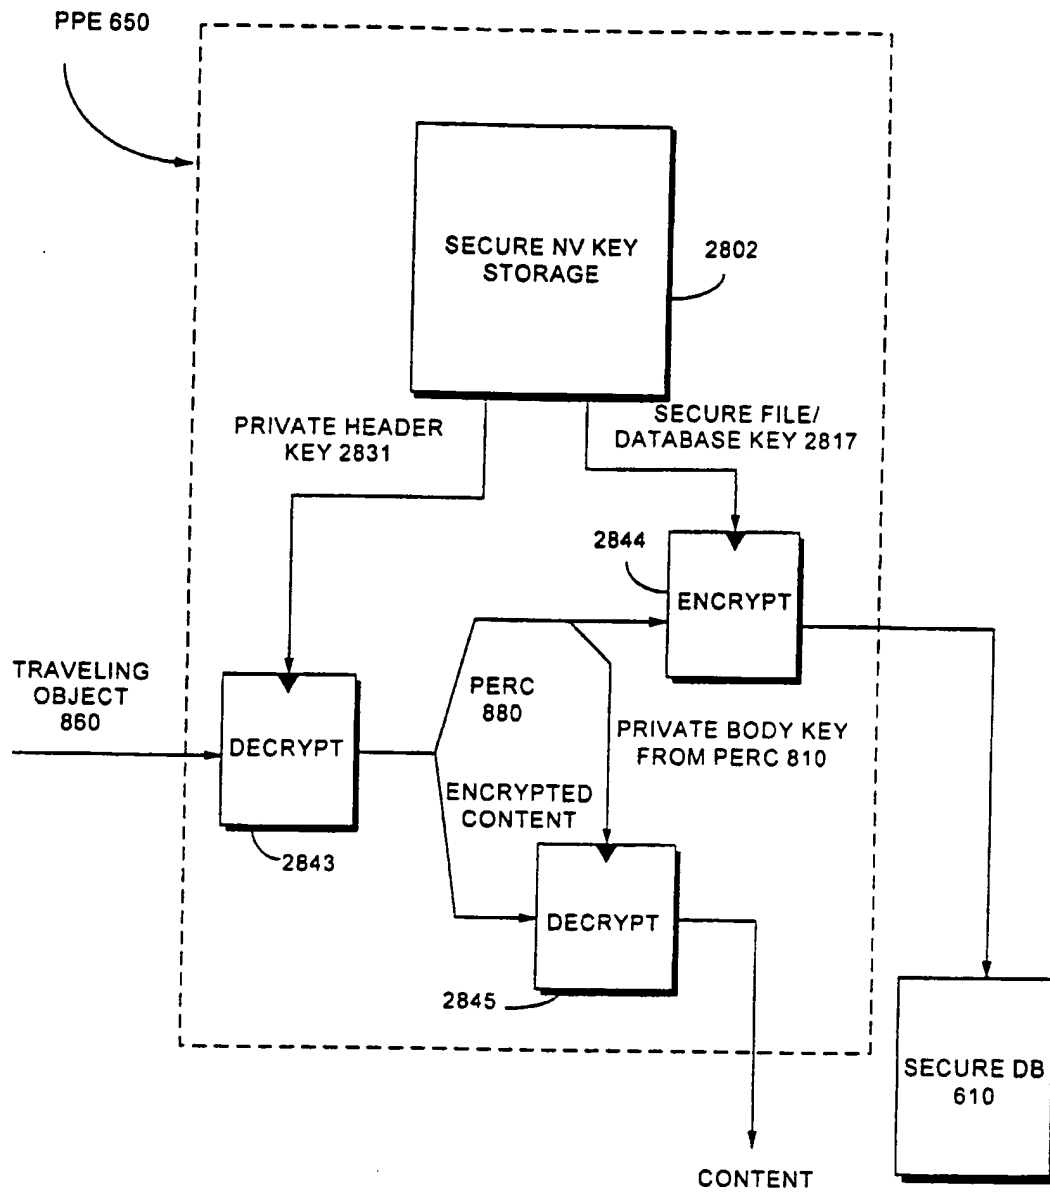 PPE 650
SECURE NV KEY
STORAGE
2802
PRIVATE HEADER
KEY 2831
SECURE FILE/
DATABASE KEY 2817
2844
ENCRYPT
TRAVELING
OBJECT
860
DECRYPT
PERC
880
PRIVATE BODY KEY
FROM PERC 810
ENCRYPTED
CONTENT
2843
DECRYPT
2845
SECURE DB
610
CONTENT